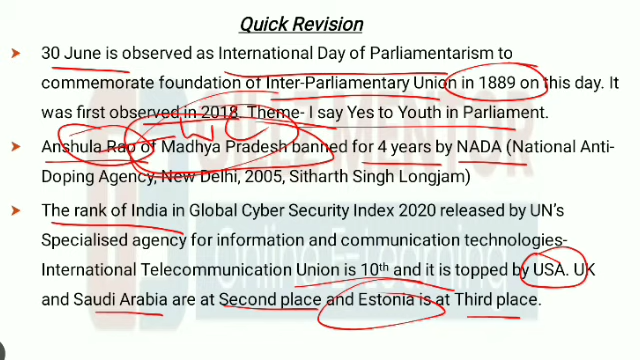 Quick Revision
➤ 30 June is observed as International Day of Parliamentarism to
commemorate foundation of Inter-Parliamentary Union in 1889 on this day. It
was first observed in 2018. Theme- I say Yes to Youth in Parliament.
➤ Anshula Rao of Madhya Pradesh banned for 4 years by NADA (National Anti-
Doping Agency, New Delhi, 2005, Sitharth Singh Longjam)
➤ The rank of India in Global Cyber Security Index 2020 released by UN's
Specialised agency for information and communication technologies-
International Telecommunication Union is 10th and it is topped by USA. UK
and Saudi Arabia are at Second place and Estonia is at Third place.